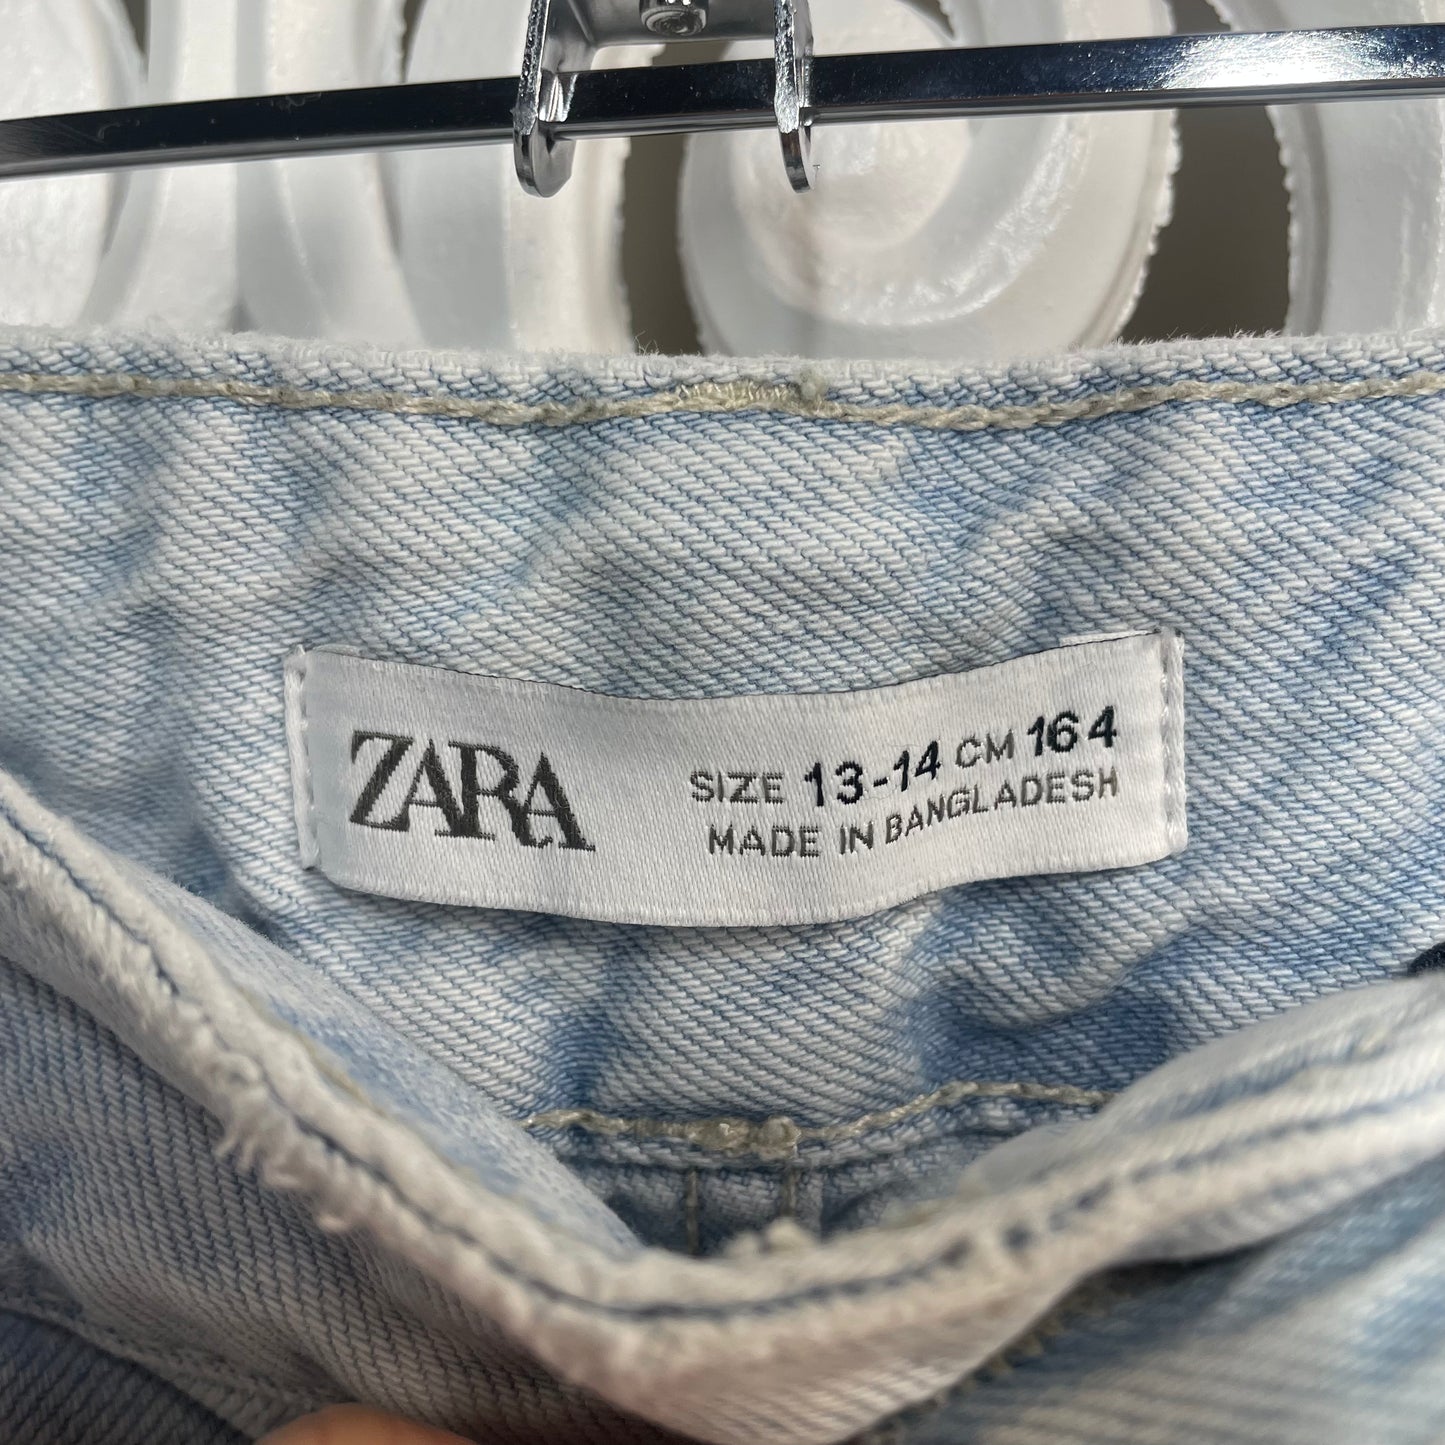 ZARA
SIZE 13-14 CM 164
MADE IN BANGLADESH